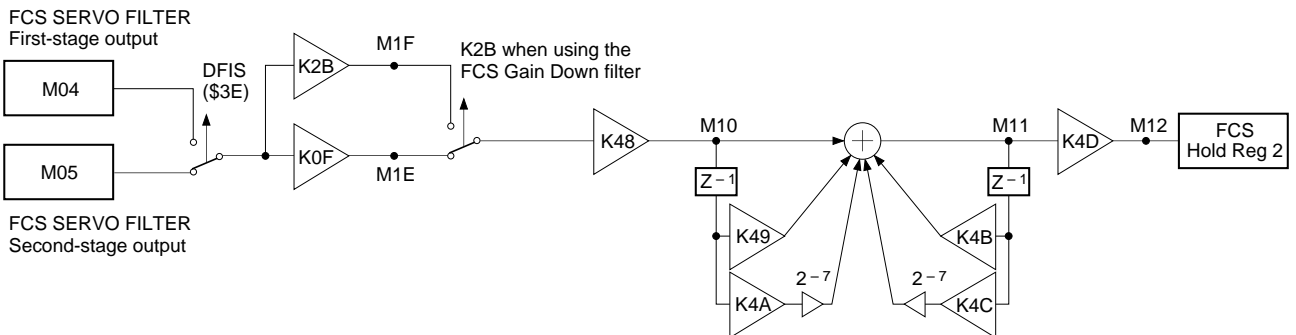 FCS SERVO FILTER
First-stage output
M04
DFIS
($3E)
M05
FCS SERVO FILTER
Second-stage output
K2B
M1F
K0F
M1E
K2B when using the
FCS Gain Down filter
K48
M10
Z – 1
K49
K4A
2 – 7
M11
Z – 1
K4B
2 – 7
K4C
K4D
M12
FCS
Hold Reg 2